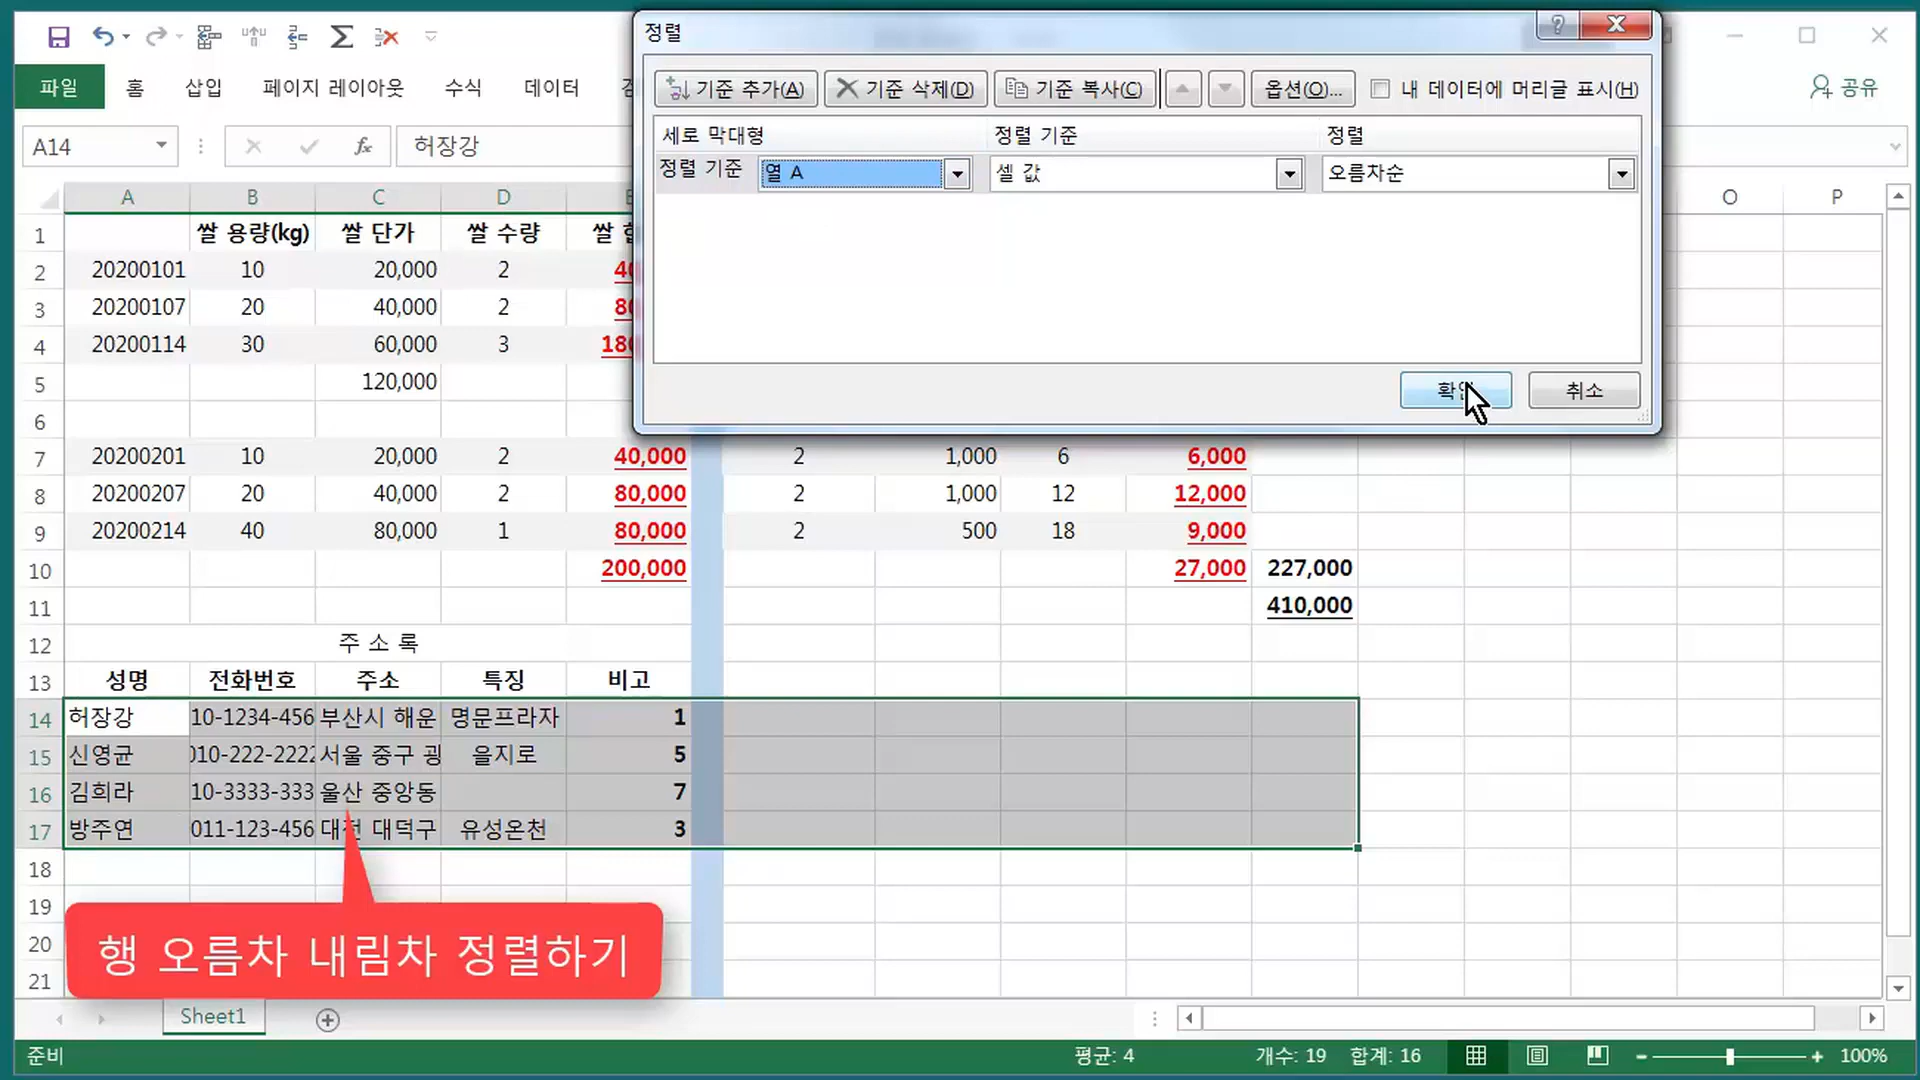 정렬
파일 홈 삽입 페이지 레이아웃 수식 데이터
공유
기준 추가(A) 기준 삭제(D) 기준 복사(C) 옵션(O)... 내 데이터에 머리글 표시(H)
세로 막대형 정렬 기준 정렬
정렬 기준 열 A 셀 값 오름차순
확인 취소
A14 fx 허장강
A B C D O P
1 쌀 용량(kg) 쌀 단가 쌀 수량 쌀
2 20200101 10 20,000 2
3 20200107 20 40,000 2
4 20200114 30 60,000 3
5 120,000
6
7 20200201 10 20,000 2 40,000 2 1,000 6 6,000
8 20200207 20 40,000 2 80,000 2 1,000 12 12,000
9 20200214 40 80,000 1 80,000 2 500 18 9,000
10 200,000 27,000 227,000
11 410,000
12 주 소 록
13 성명 전화번호 주소 특징 비고
14 허장강 10-1234-456 부산시 해운 명문프라자 1
15 신영균 010-222-2222 서울 중구 광 을지로 5
16 김희라 10-3333-333 울산 중앙동 7
17 방주연 011-123-456 대전 대덕구 유성온천 3
18
19
20
21
행 오름차 내림차 정렬하기
Sheet1
준비 평균: 4 개수: 19 합계: 16 100%